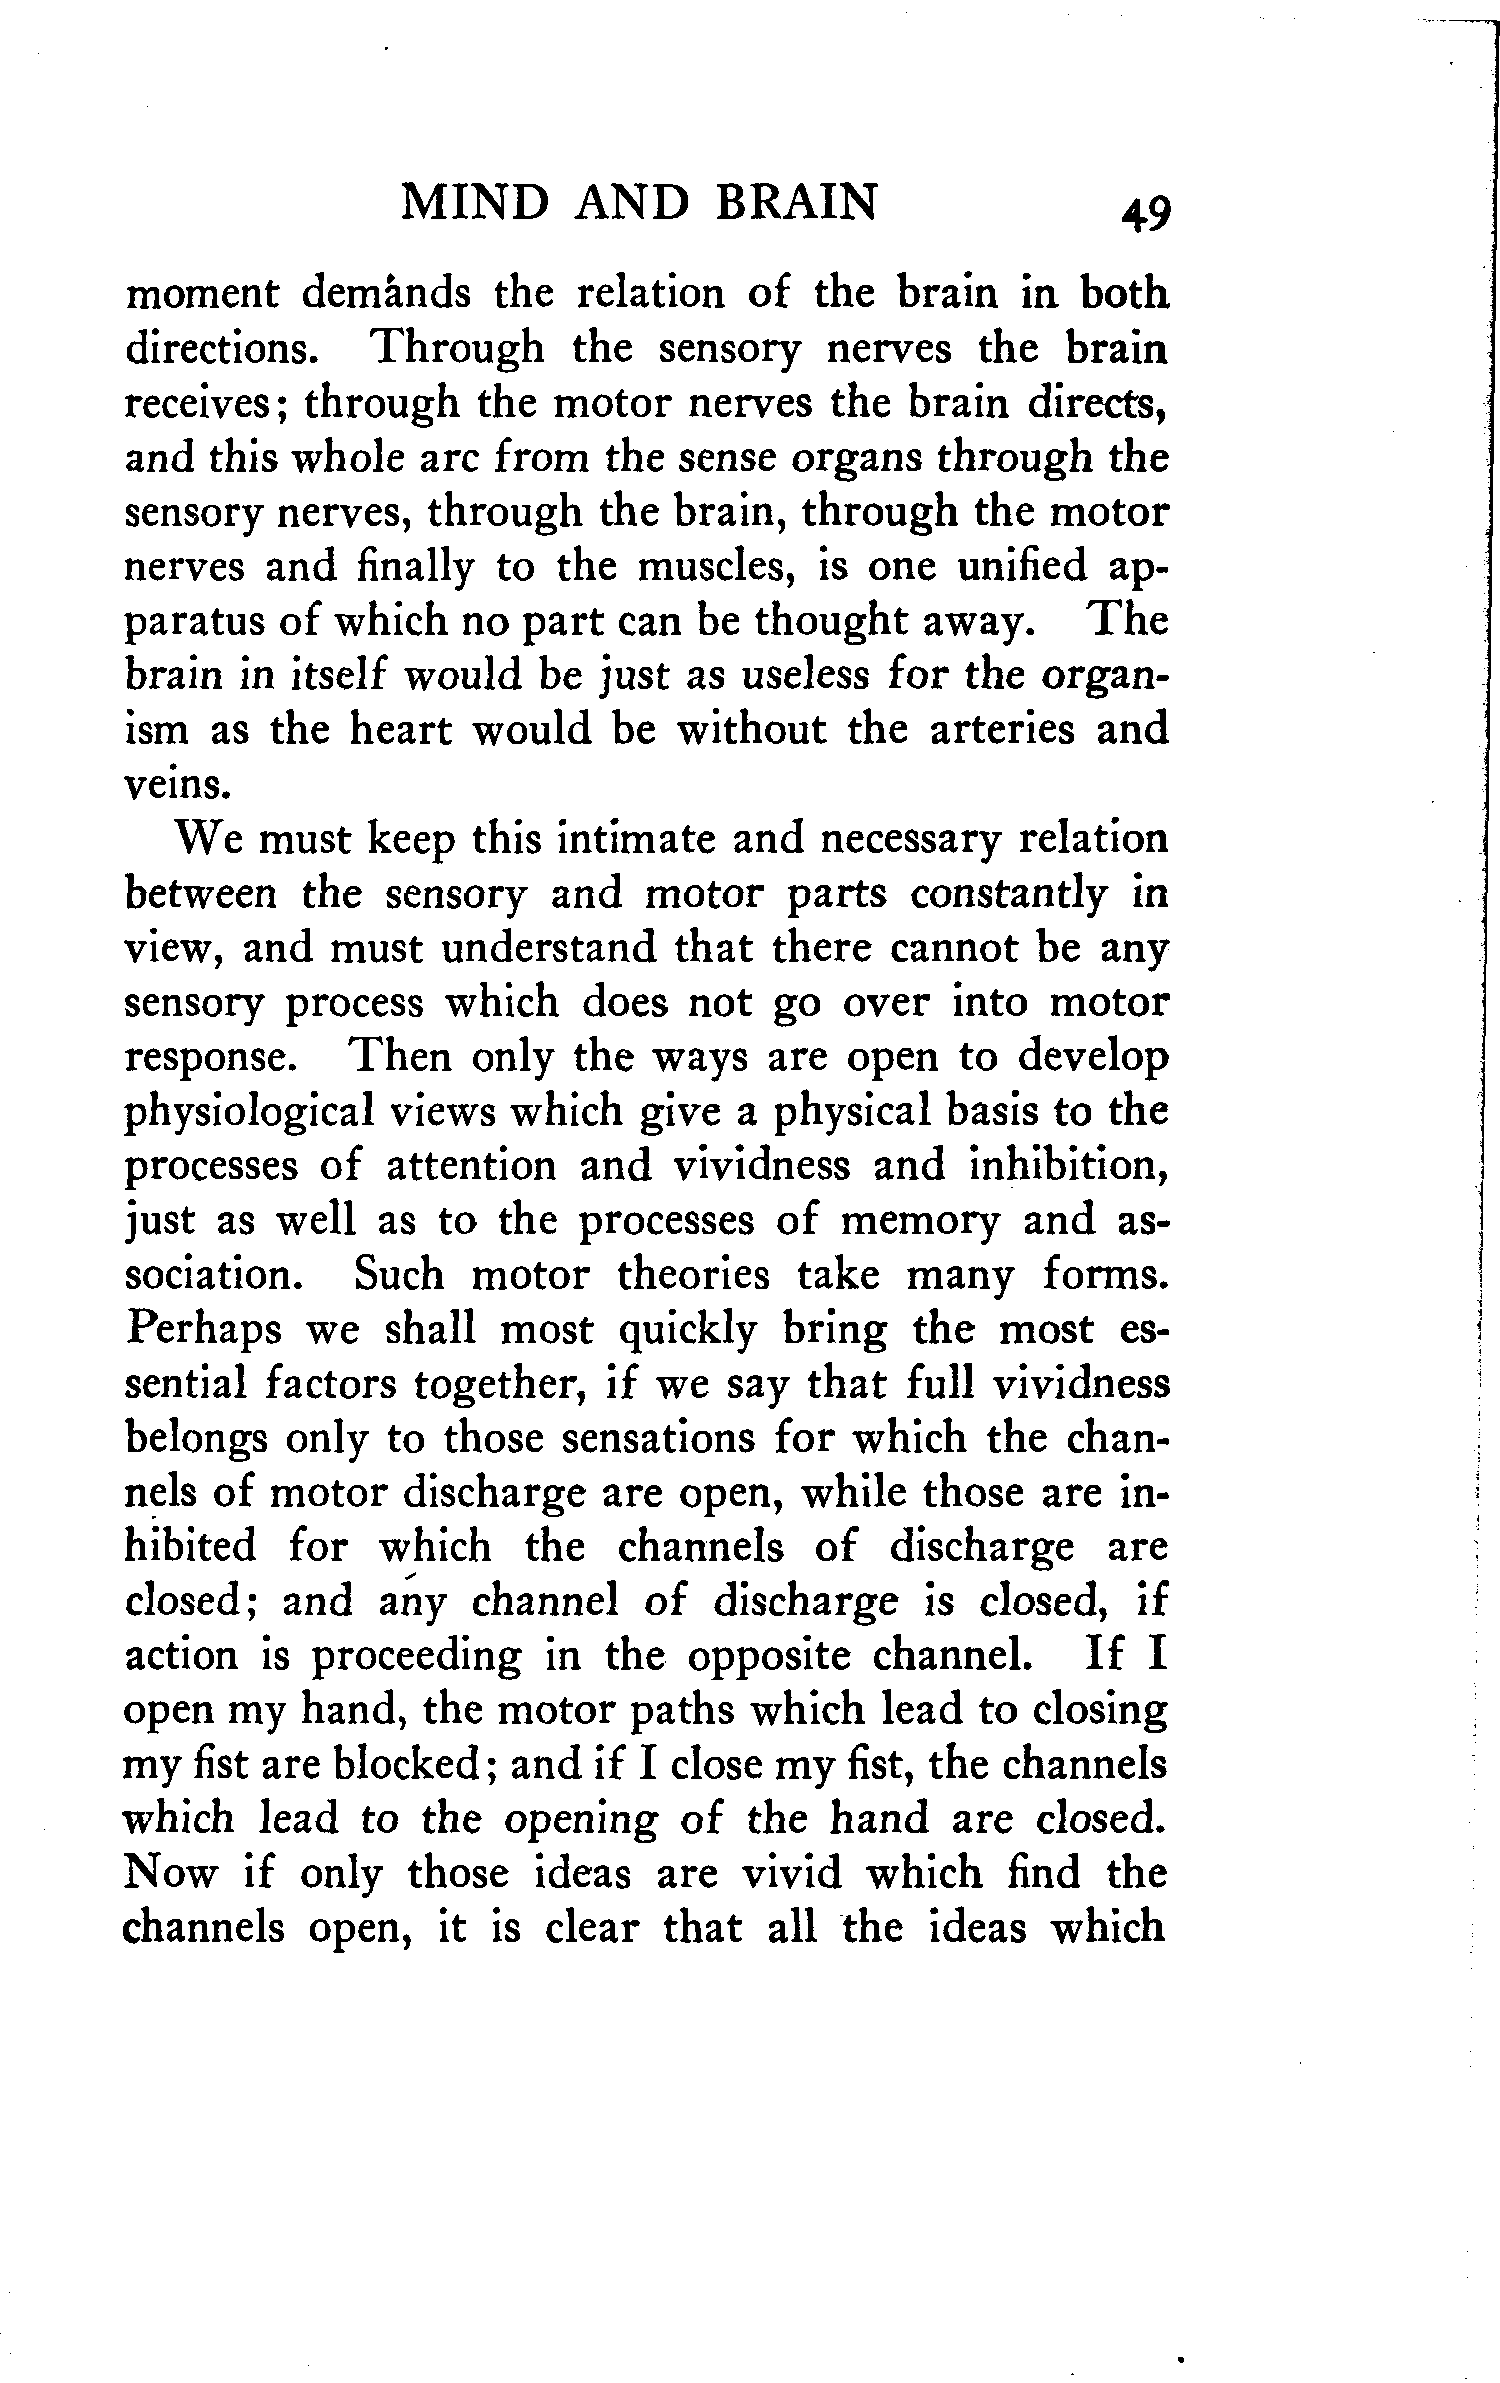 MIND AND BRAIN 49
moment demands the relation of the brain in both
directions. Through the sensory nerves the brain
receives; through the motor nerves the brain directs,
and this whole arc from the sense organs through the
sensory nerves, through the brain, through the motor
nerves and finally to the muscles, is one unified ap-
paratus of which no part can be thought away. The
brain in itself would be just as useless for the organ-
ism as the heart would be without the arteries and
veins.
We must keep this intimate and necessary relation
between the sensory and motor parts constantly in
view, and must understand that there cannot be any
sensory process which does not go over into motor
response. Then only the ways are open to develop
physiological views which give a physical basis to the
processes of attention and vividness and inhibition,
just as well as to the processes of memory and as-
sociation. Such motor theories take many forms.
Perhaps we shall most quickly bring the most es-
sential factors together, if we say that full vividness
belongs only to those sensations for which the chan-
nels of motor discharge are open, while those are in-
hibited for which the channels of discharge are
closed; and any channel of discharge is closed, if
action is proceeding in the opposite channel. If I
open my hand, the motor paths which lead to closing
my fist are blocked; and if I close my fist, the channels
which lead to the opening of the hand are closed.
Now if only those ideas are vivid which find the
channels open, it is clear that all the ideas which